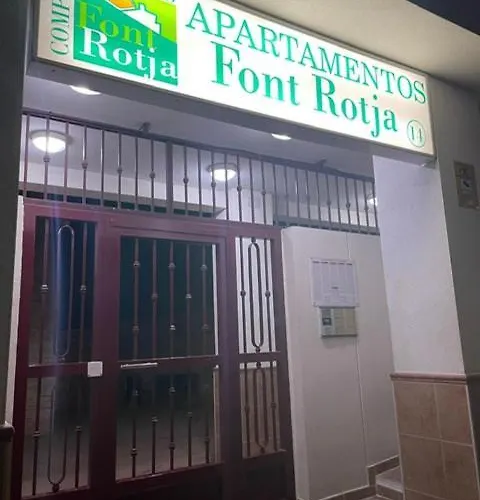 COMP
Font
Rotja
APARTAMENTOS
Font Rotja 14